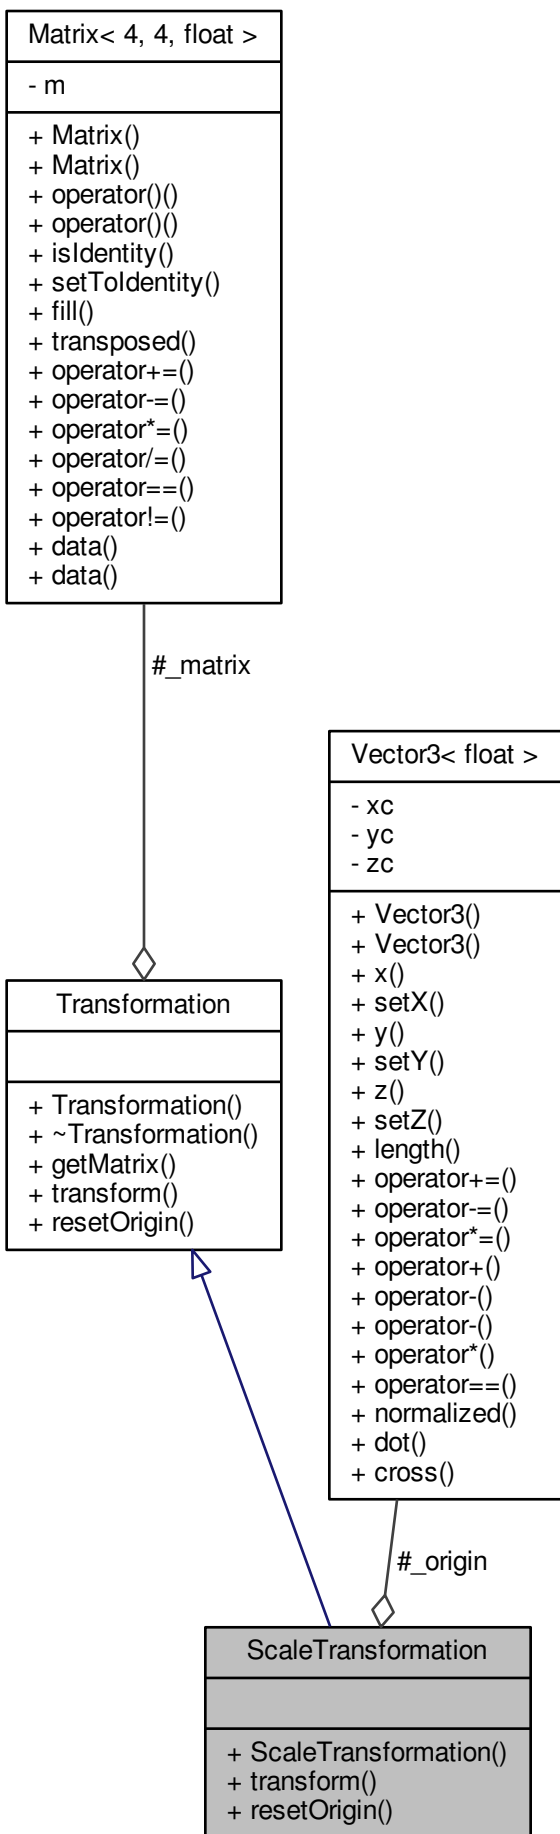 Matrix< 4, 4, float >
- m
+ Matrix()
+ Matrix()
+ operator()()
+ operator()()
+ isIdentity()
+ setToIdentity()
+ fill()
+ transposed()
+ operator+=()
+ operator-=()
+ operator*=()
+ operator/=()
+ operator==()
+ operator!=()
+ data()
+ data()
#_matrix
Vector3< float >
- xc
- yc
- zc
+ Vector3()
+ Vector3()
+ x()
+ setX()
+ y()
+ setY()
+ z()
+ setZ()
+ length()
+ operator+=()
+ operator-=()
+ operator*=()
+ operator+()
+ operator-()
+ operator-()
+ operator*()
+ operator==()
+ normalized()
+ dot()
+ cross()
Transformation
+ Transformation()
+ ~Transformation()
+ getMatrix()
+ transform()
+ resetOrigin()
#_origin
ScaleTransformation
+ ScaleTransformation()
+ transform()
+ resetOrigin()